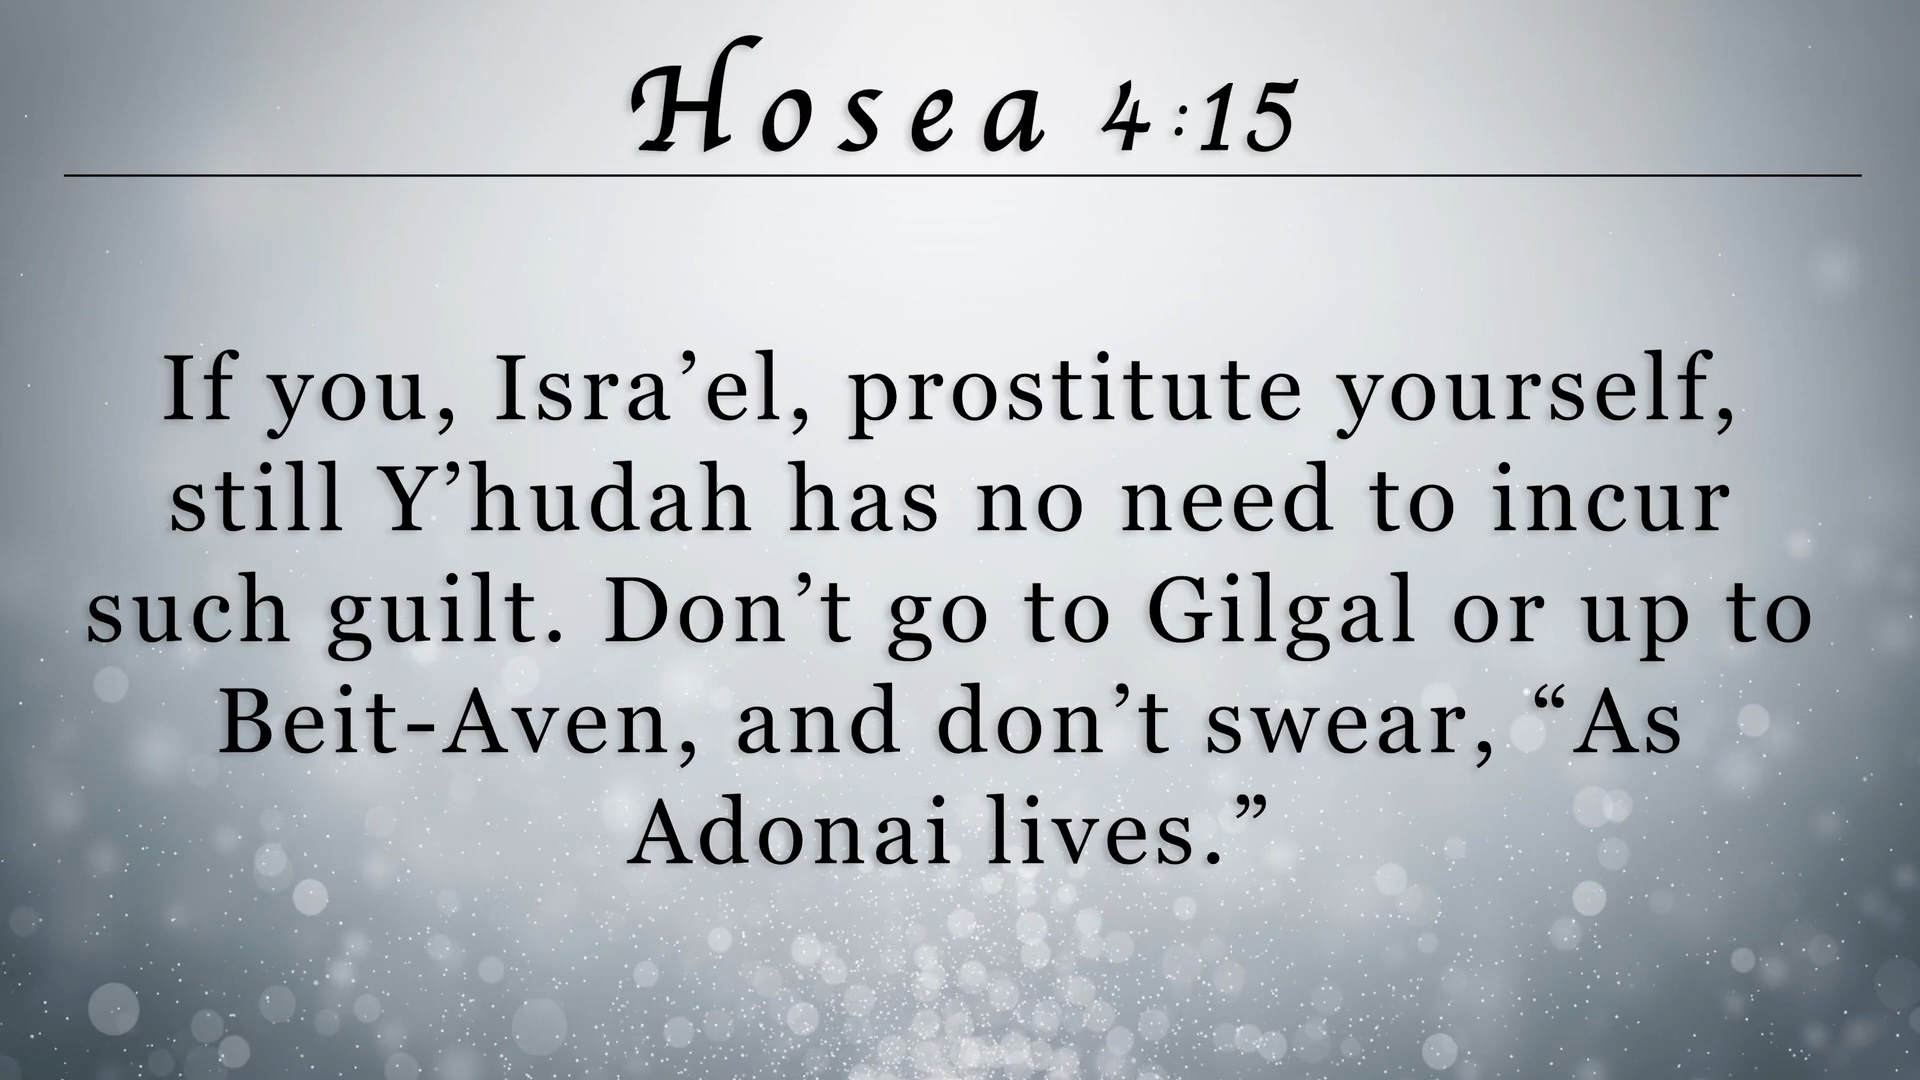 Hosea 4:15
If you, Isra’el, prostitute yourself,
still Y’hudah has no need to incur
such guilt. Don’t go to Gilgal or up to
Beit-Aven, and don’t swear, “As
Adonai lives.”